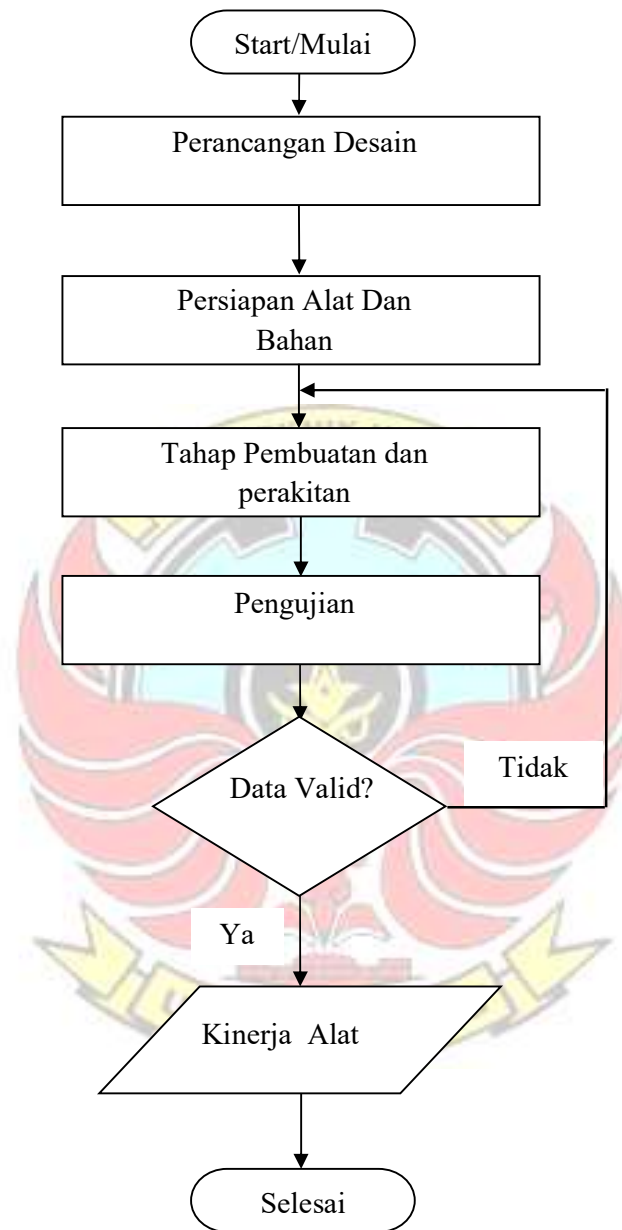 Start/Mulai
Perancangan Desain
Persiapan Alat Dan
Bahan
Tahap Pembuatan dan
perakitan
Pengujian
Data Valid?
Tidak
Ya
Kinerja Alat
Selesai